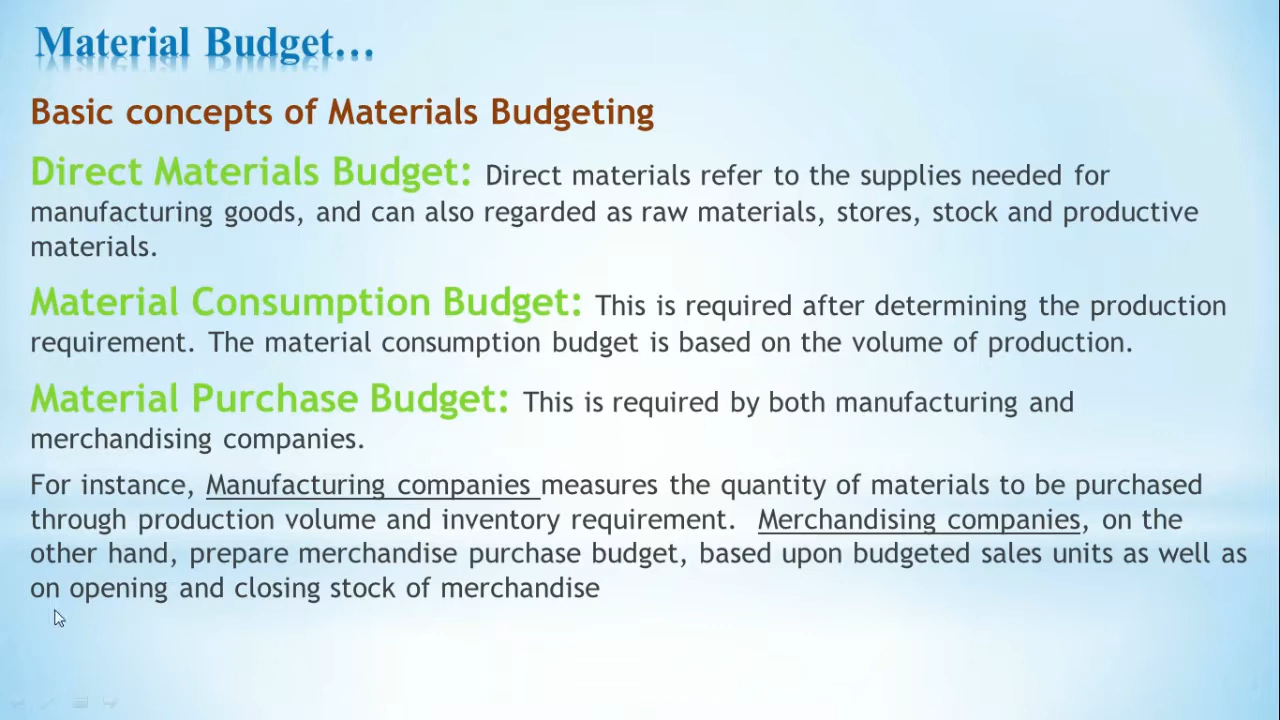 Material Budget...
Basic concepts of Materials Budgeting
Direct Materials Budget: Direct materials refer to the supplies needed for
manufacturing goods, and can also regarded as raw materials, stores, stock and productive
materials.
Material Consumption Budget: This is required after determining the production
requirement. The material consumption budget is based on the volume of production.
Material Purchase Budget: This is required by both manufacturing and
merchandising companies.
For instance, Manufacturing companies measures the quantity of materials to be purchased
through production volume and inventory requirement. Merchandising companies, on the
other hand, prepare merchandise purchase budget, based upon budgeted sales units as well as
on opening and closing stock of merchandise